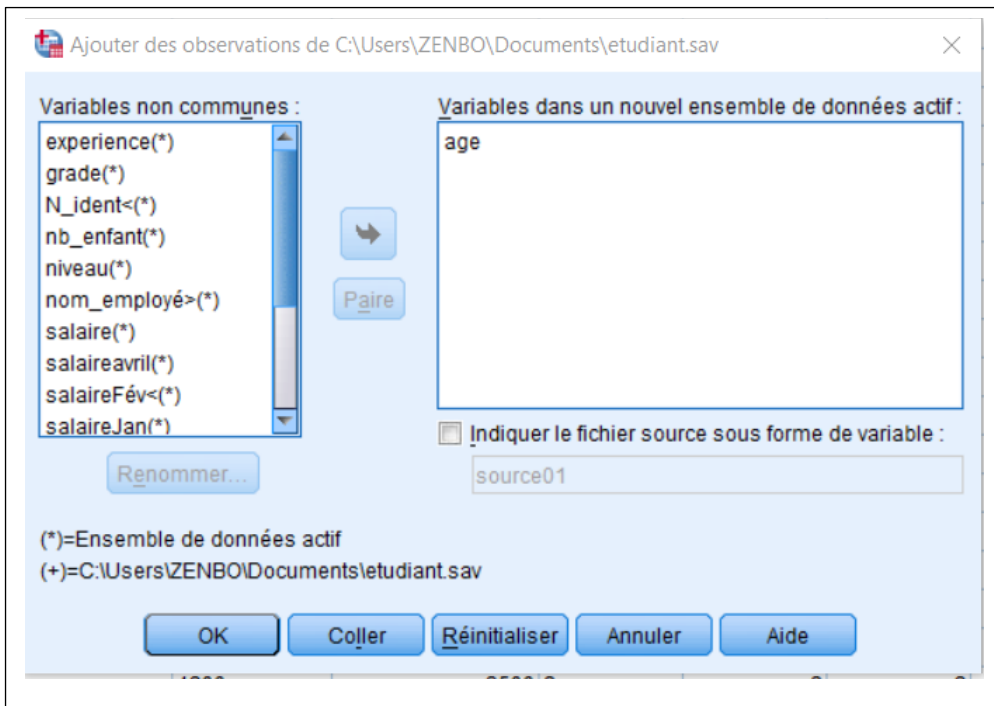 Ajouter des observations de C:\Users\ZENBO\Documents\etudiant.sav
Variables non communes :
experience(*)
grade(*)
N_ident<(*)
nb_enfant(*)
niveau(*)
nom_employé>(*)
salaire(*)
salaireavril(*)
salaireFév<(*)
salaireJan(*)
Renommer...
Paire
Variables dans un nouvel ensemble de données actif :
age
Indiquer le fichier source sous forme de variable :
source01
(*)=Ensemble de données actif
(+)=C:\Users\ZENBO\Documents\etudiant.sav
OK Coller Réinitialiser Annuler Aide